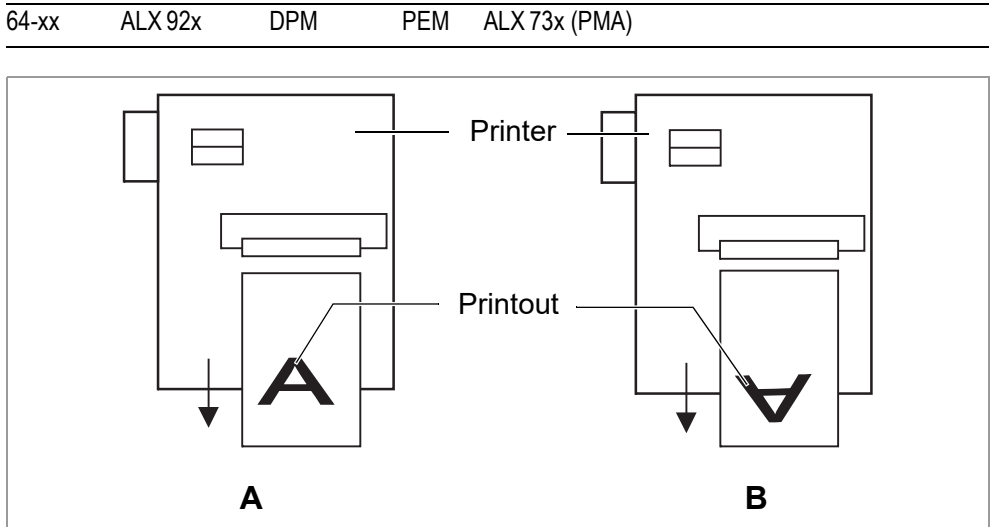 64-xx ALX 92x DPM PEM ALX 73x (PMA)
Printer
Printout
A A
A B